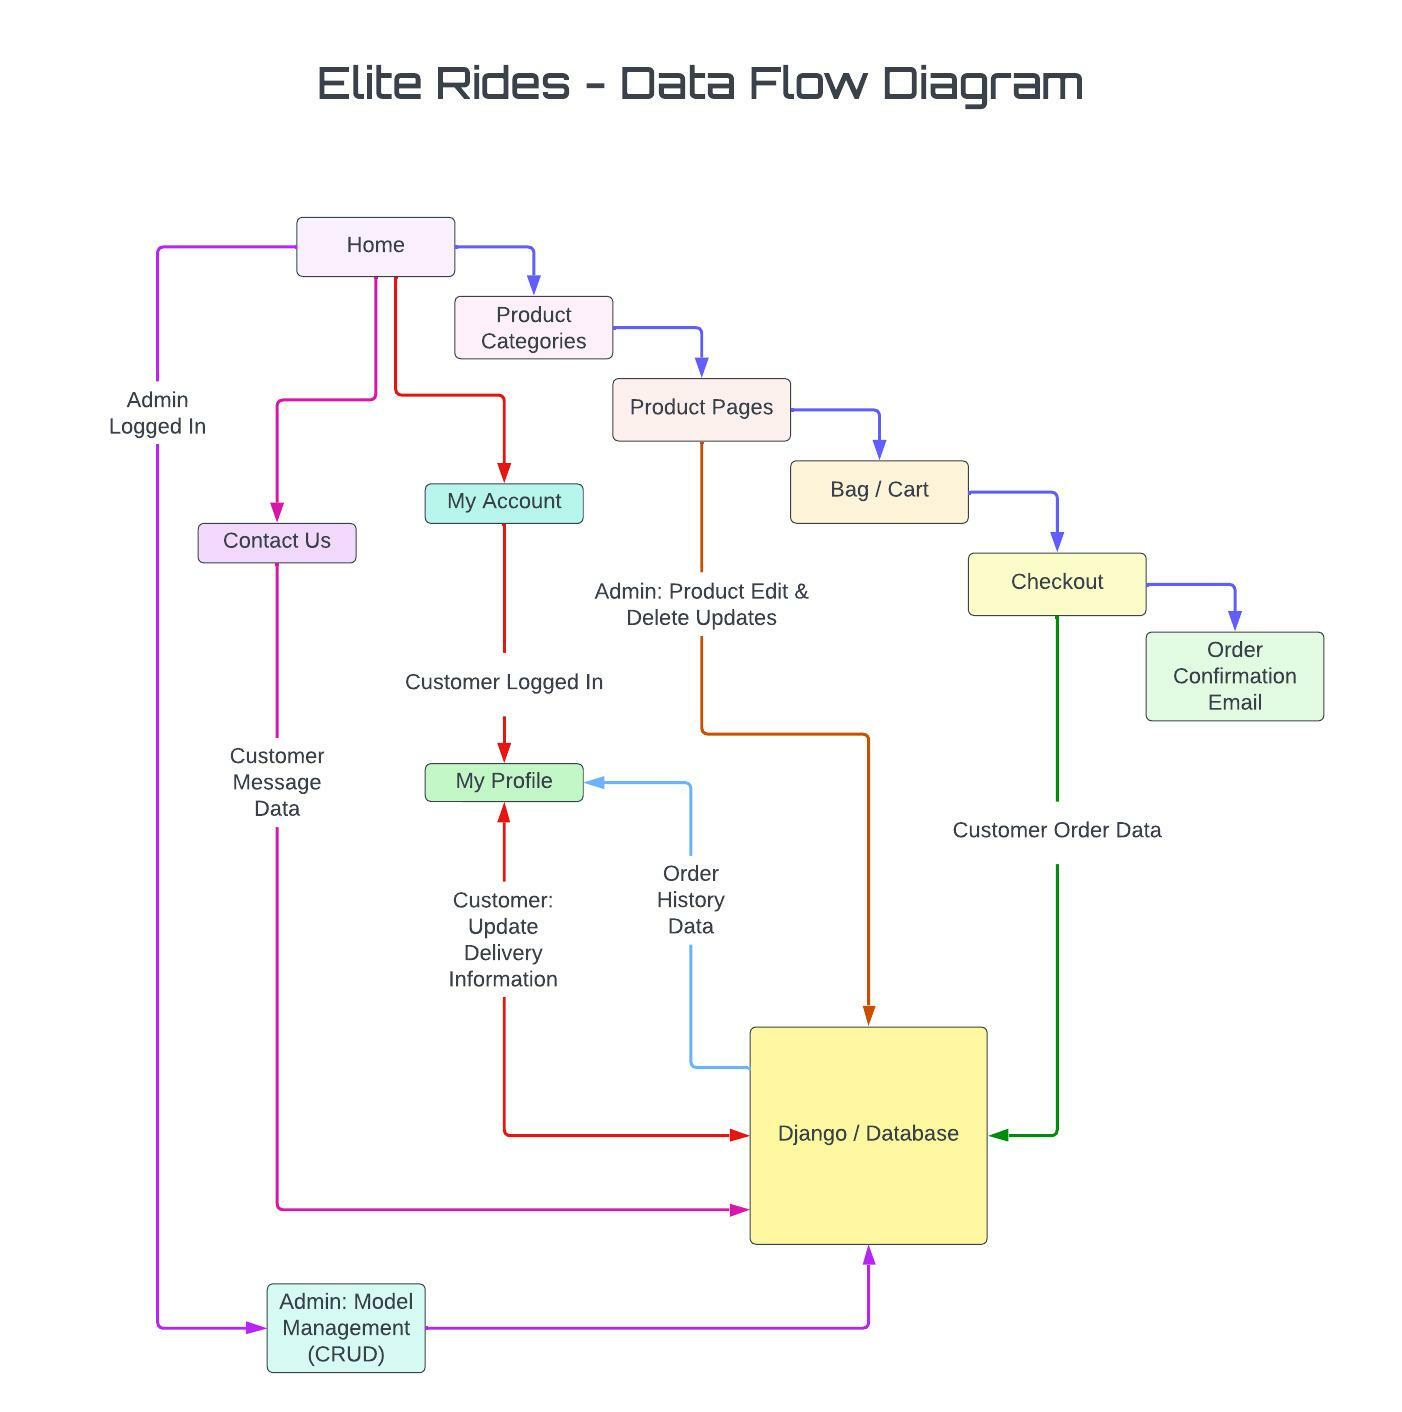 Elite Rides - Data Flow Diagram
Home
Product
Categories
Product Pages
Admin
Logged In
Bag / Cart
My Account
Contact Us
Checkout
Admin: Product Edit &
Delete Updates
Order
Confirmation
Email
Customer Logged In
Customer
Message
Data
My Profile
Customer Order Data
Order
History
Data
Customer:
Update
Delivery
Information
Django / Database
Admin: Model
Management
(CRUD)